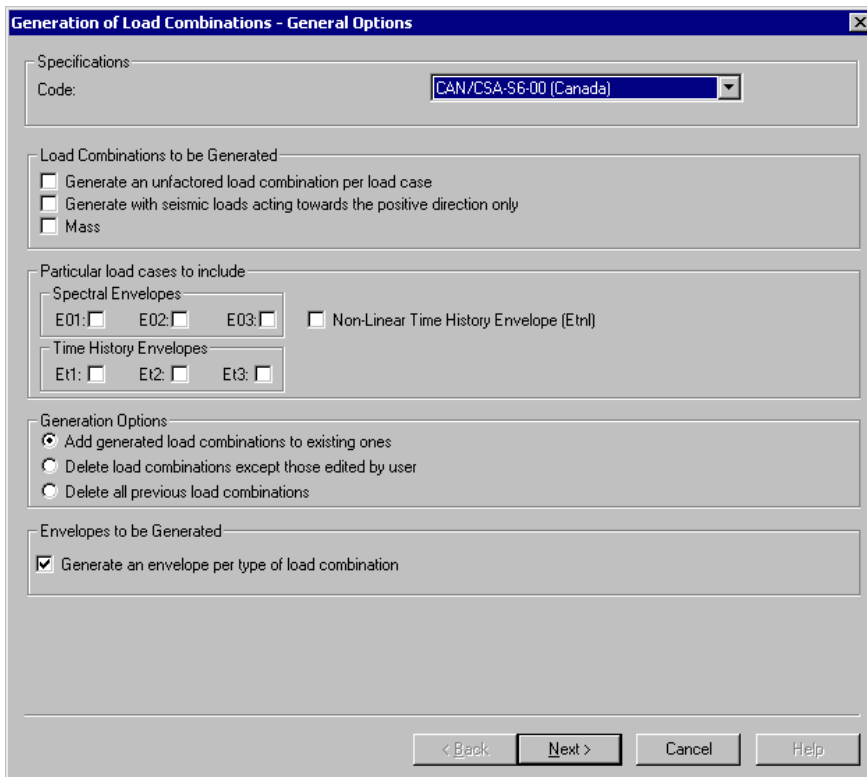 Generation of Load Combinations - General Options
Specifications
Code: CAN/CSA-S6-00 (Canada)
Load Combinations to be Generated
Generate an unfactored load combination per load case
Generate with seismic loads acting towards the positive direction only
Mass
Particular load cases to include
Spectral Envelopes
E01: E02: E03: Non-Linear Time History Envelope (Etnl)
Time History Envelopes
Et1: Et2: Et3:
Generation Options
Add generated load combinations to existing ones
Delete load combinations except those edited by user
Delete all previous load combinations
Envelopes to be Generated
Generate an envelope per type of load combination
< Back Next > Cancel Help